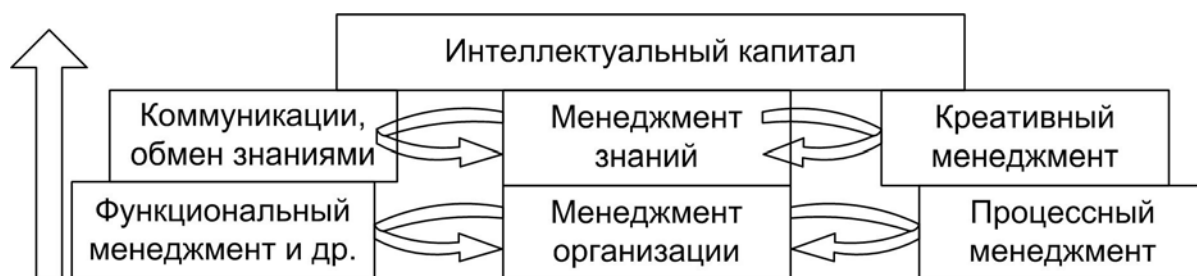 Интеллектуальный капитал
Коммуникации,
обмен знаниями
Менеджмент
знаний
Креативный
менеджмент
Функциональный
менеджмент и др.
Менеджмент
организации
Процессный
менеджмент